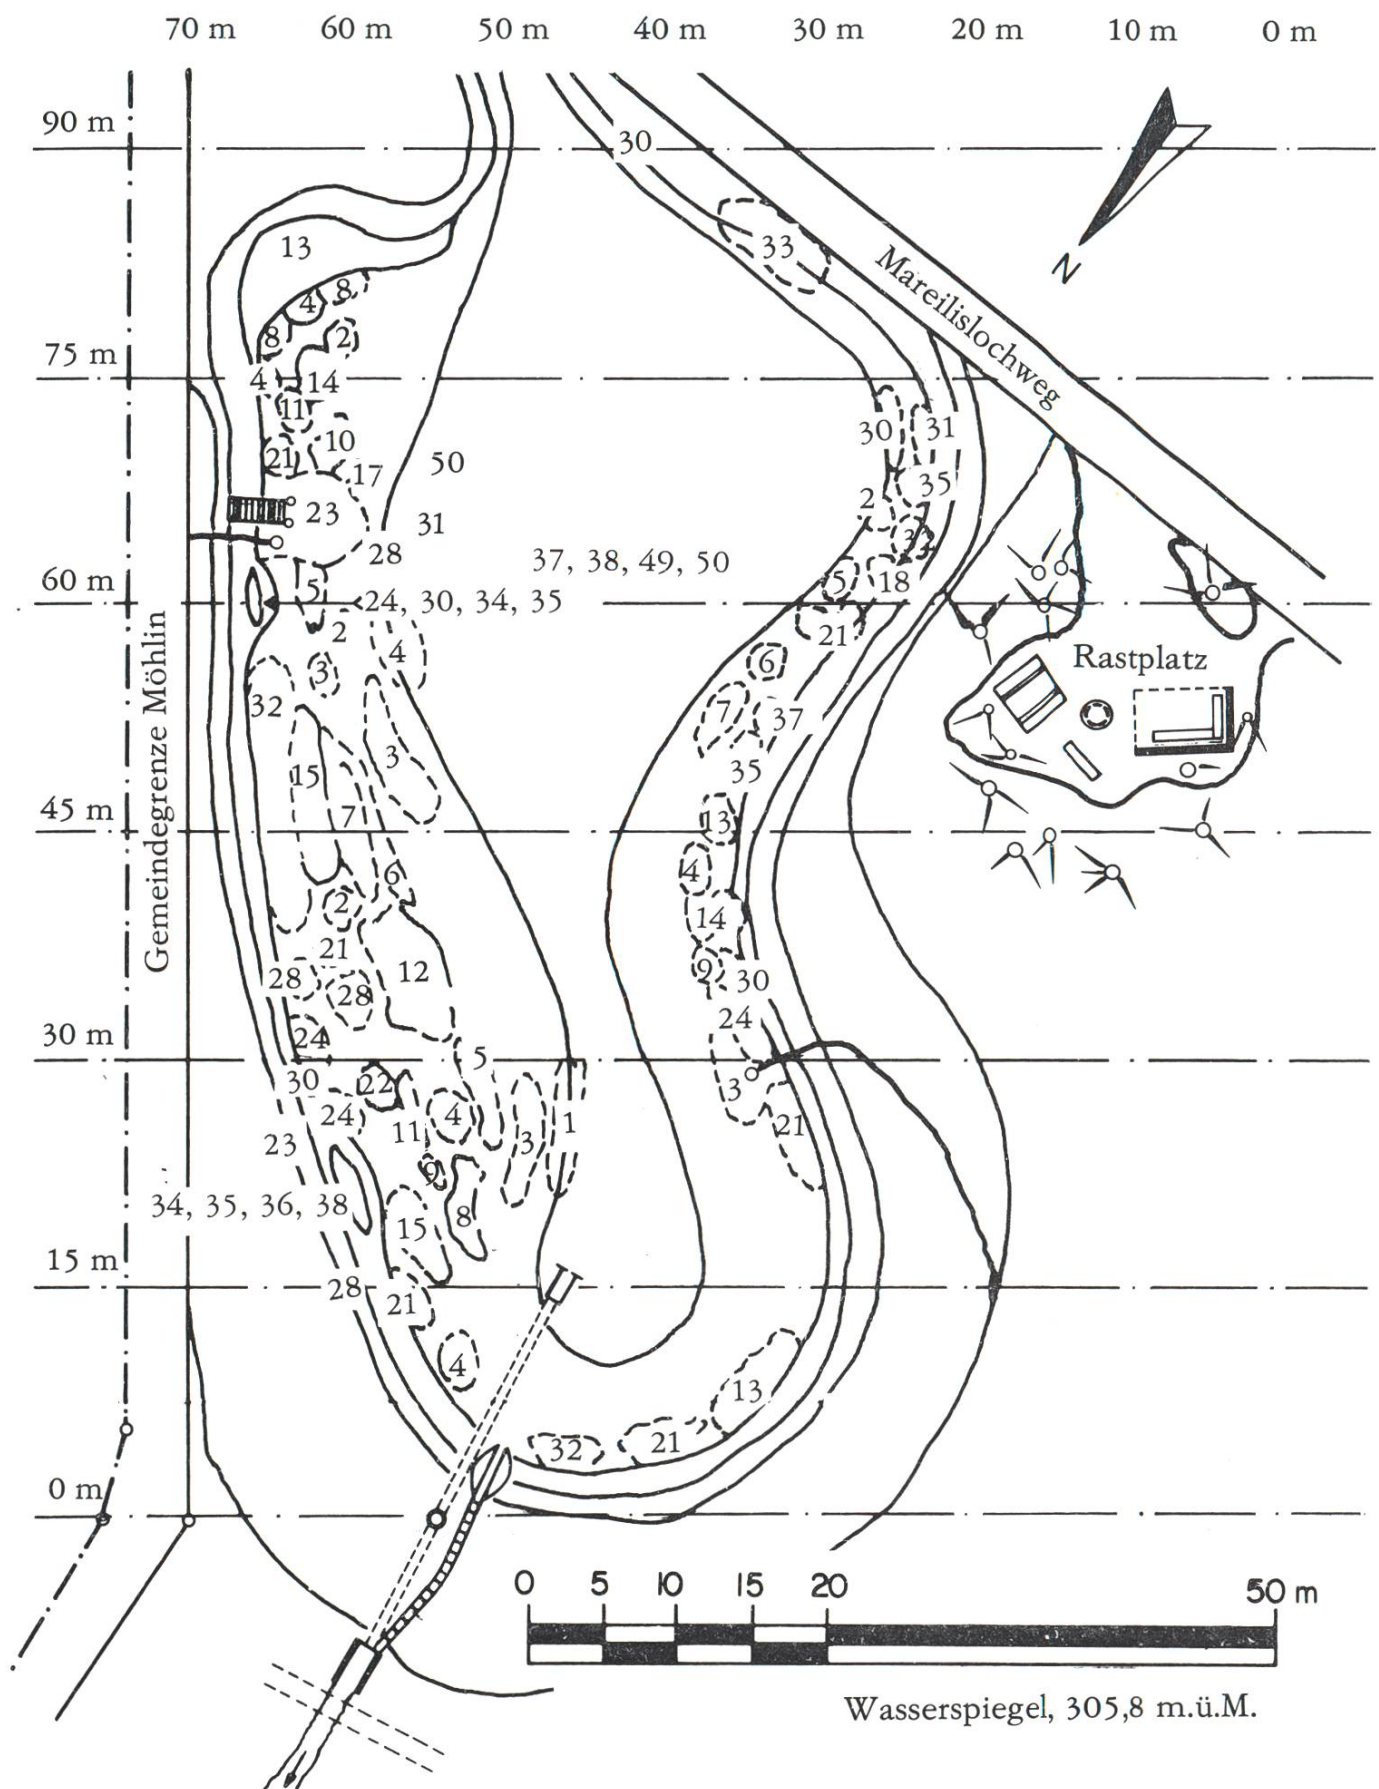 70 m 60 m 50 m 40 m 30 m 20 m 10 m 0 m
90 m
30
13
33
Mareilislochweg
N
4 8
8 2
75 m
4 14
11
30 31
10
21 17 50
35
2
23 31
28
3
37, 38, 49, 50
60 m
5 5 18
24, 30, 34, 35
2 21
4
3 6
Rastplatz
32
7 37
3
15 35
45 m
7 13
6 4
2
14
21
28 12 9 30
28
24
24
30 m
5
30 22 3
24 4 1
11 3 21
23
9
34, 35, 36, 38
15 8
15 m
28
21
4
13
32 21
0 m
Gemeindegrenze Möhlin
0 5 10 15 20 50 m
Wasserspiegel, 305,8 m.ü.M.